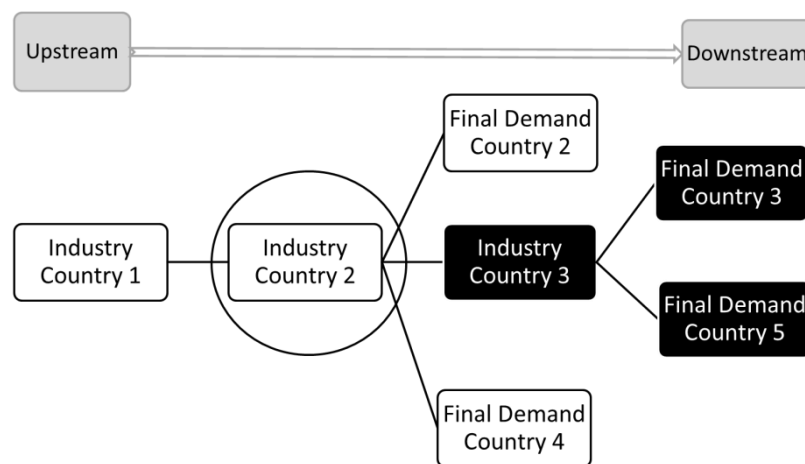 Upstream
Downstream
Final Demand
Country 2
Final Demand
Country 3
Industry
Country 1
Industry
Country 2
Industry
Country 3
Final Demand
Country 5
Final Demand
Country 4